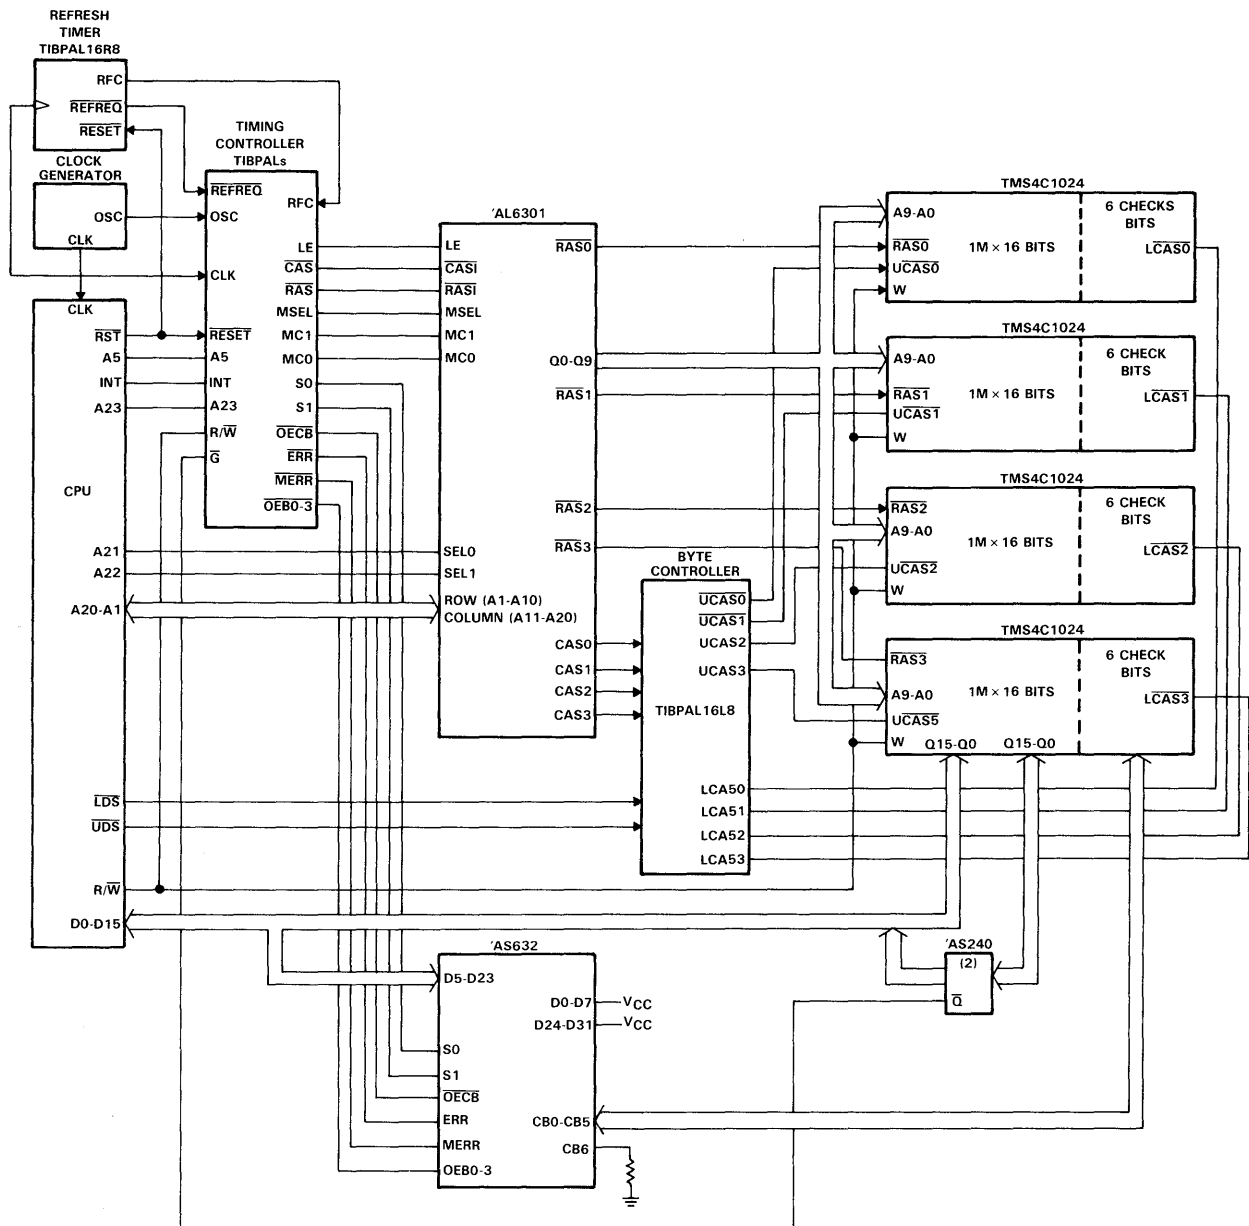 REFRESH
TIMER
TIBPAL16R8
RFC
REFREQ
RESET
CLOCK
GENERATOR
OSC
CLK
TIMING
CONTROLLER
TIBPALs
REFREQ
RFC
OSC
LE
CAS
CLK
RAS
MSEL
RESET
MC1
A5
MC0
INT
S0
A23
S1
R/W
OECB
G
ERR
MERR
OEB0-3
CLK
RST
A5
INT
A23
CPU
A21
A22
A20-A1
LDS
UDS
R/W
D0-D15
'AL6301
LE
RAS0
CASI
RASI
MSEL
MC1
MC0
Q0-Q9
RAS1
RAS2
RAS3
SEL0
SEL1
ROW (A1-A10)
COLUMN (A11-A20)
CAS0
CAS1
CAS2
CAS3
BYTE
CONTROLLER
UCAS0
UCAS1
UCAS2
UCAS3
TIBPAL16L8
LCA50
LCA51
LCA52
LCA53
TMS4C1024
A9-A0
6 CHECKS
BITS
RAS0
1M × 16 BITS
LCAS0
UCAS0
W
TMS4C1024
A9-A0
6 CHECK
BITS
RAS1
1M × 16 BITS
LCAS1
UCAS1
W
TMS4C1024
RAS2
6 CHECK
BITS
A9-A0
1M × 16 BITS
LCAS2
UCAS2
W
TMS4C1024
RAS3
6 CHECK
BITS
A9-A0
1M × 16 BITS
LCAS3
UCAS5
W
Q15-Q0
Q15-Q0
'AS240
(2)
Q
'AS632
D5-D23
D0-D7
VCC
D24-D31
VCC
S0
S1
OECB
ERR
CB0-CB5
MERR
CB6
OEB0-3